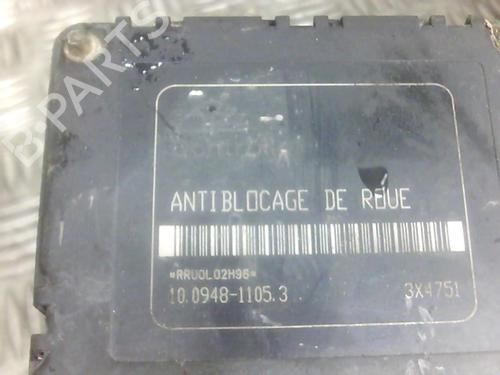 B-PARTS
ANTIBLOCAGE DE ROUE
*RRUOL02H96*
10.0948-1105.3 3X4751